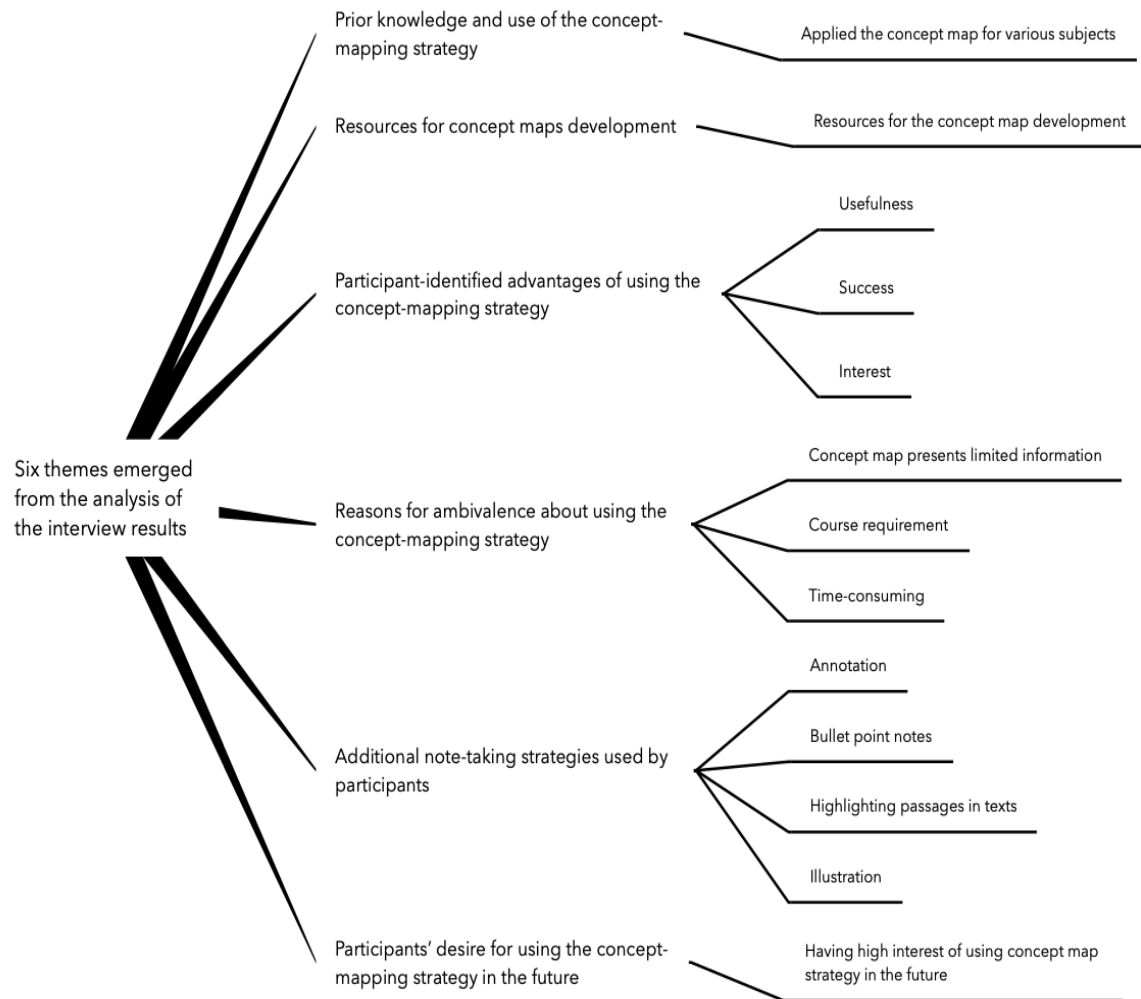 Prior knowledge and use of the concept-
mapping strategy
Applied the concept map for various subjects
Resources for concept maps development
Resources for the concept map development
Participant-identified advantages of using the
concept-mapping strategy
Usefulness
Success
Interest
Six themes emerged
from the analysis of
the interview results
Reasons for ambivalence about using the
concept-mapping strategy
Concept map presents limited information
Course requirement
Time-consuming
Additional note-taking strategies used by
participants
Annotation
Bullet point notes
Highlighting passages in texts
Illustration
Participants’ desire for using the concept-
mapping strategy in the future
Having high interest of using concept map
strategy in the future